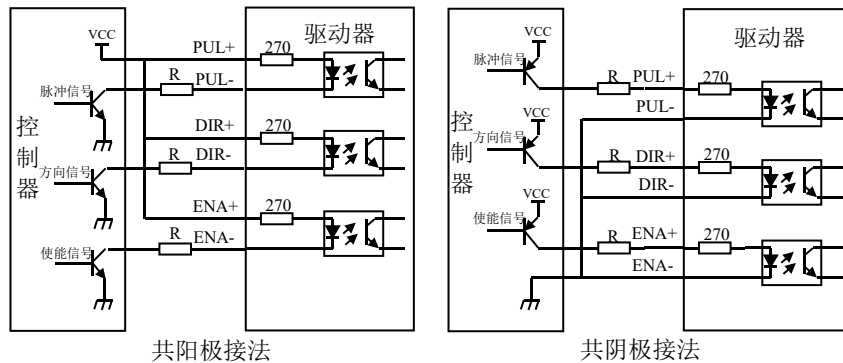 VCC
PUL+
270
驱动器
脉冲信号
R
PUL-
控制器
DIR+
270
方向信号
R
DIR-
ENA+
270
使能信号
R
ENA-
共阳极接法
VCC
驱动器
脉冲信号
R
PUL+
270
PUL-
控制器
VCC
方向信号
R
DIR+
270
DIR-
VCC
使能信号
R
ENA+
270
ENA-
共阴极接法